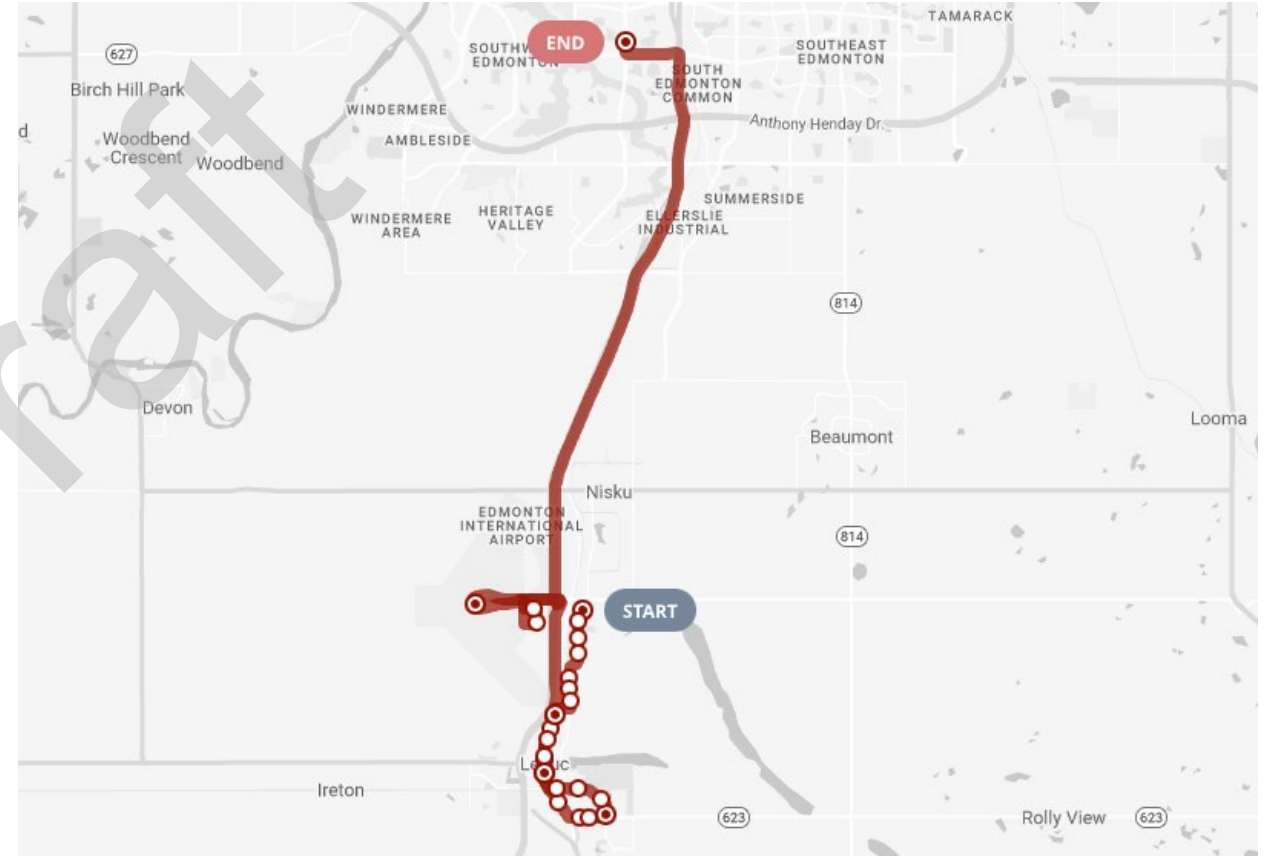 TAMARACK
627
END
SOUTHW
EDMONTON
SOUTHEAST
EDMONTON
SOUTH
EDMONTON
COMMON
Birch Hill Park
WINDERMERE
Anthony Henday Dr.
d
Woodbend
Crescent
Woodbend
AMBLESIDE
raft
SUMMERSIDE
HERITAGE
VALLEY
WINDERMERE
AREA
ELLERSLIE
INDUSTRIAL
814
Devon
Looma
Beaumont
Nisku
EDMONTON
INTERNATIONAL
AIRPORT
814
START
Leduc
Ireton
623
Rolly View
623